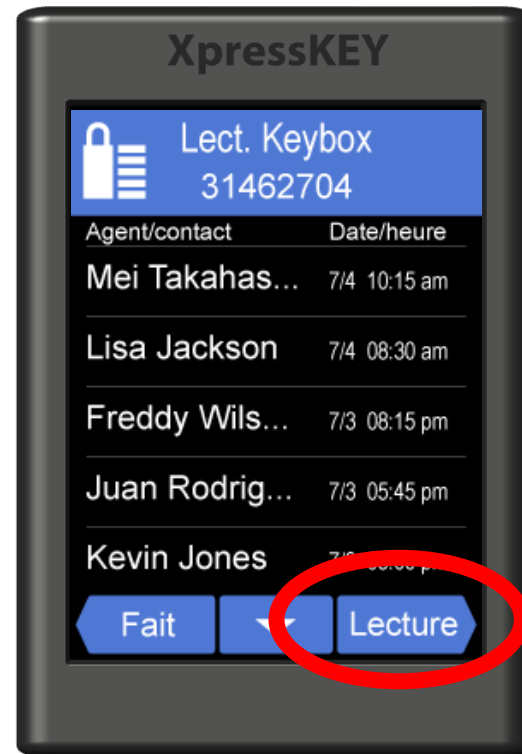 XpressKEY
Lect. Keybox
31462704
Agent/contact Date/heure
Mei Takahas... 7/4 10:15 am
Lisa Jackson 7/4 08:30 am
Freddy Wils... 7/3 08:15 pm
Juan Rodrig... 7/3 05:45 pm
Kevin Jones
Fait Lecture